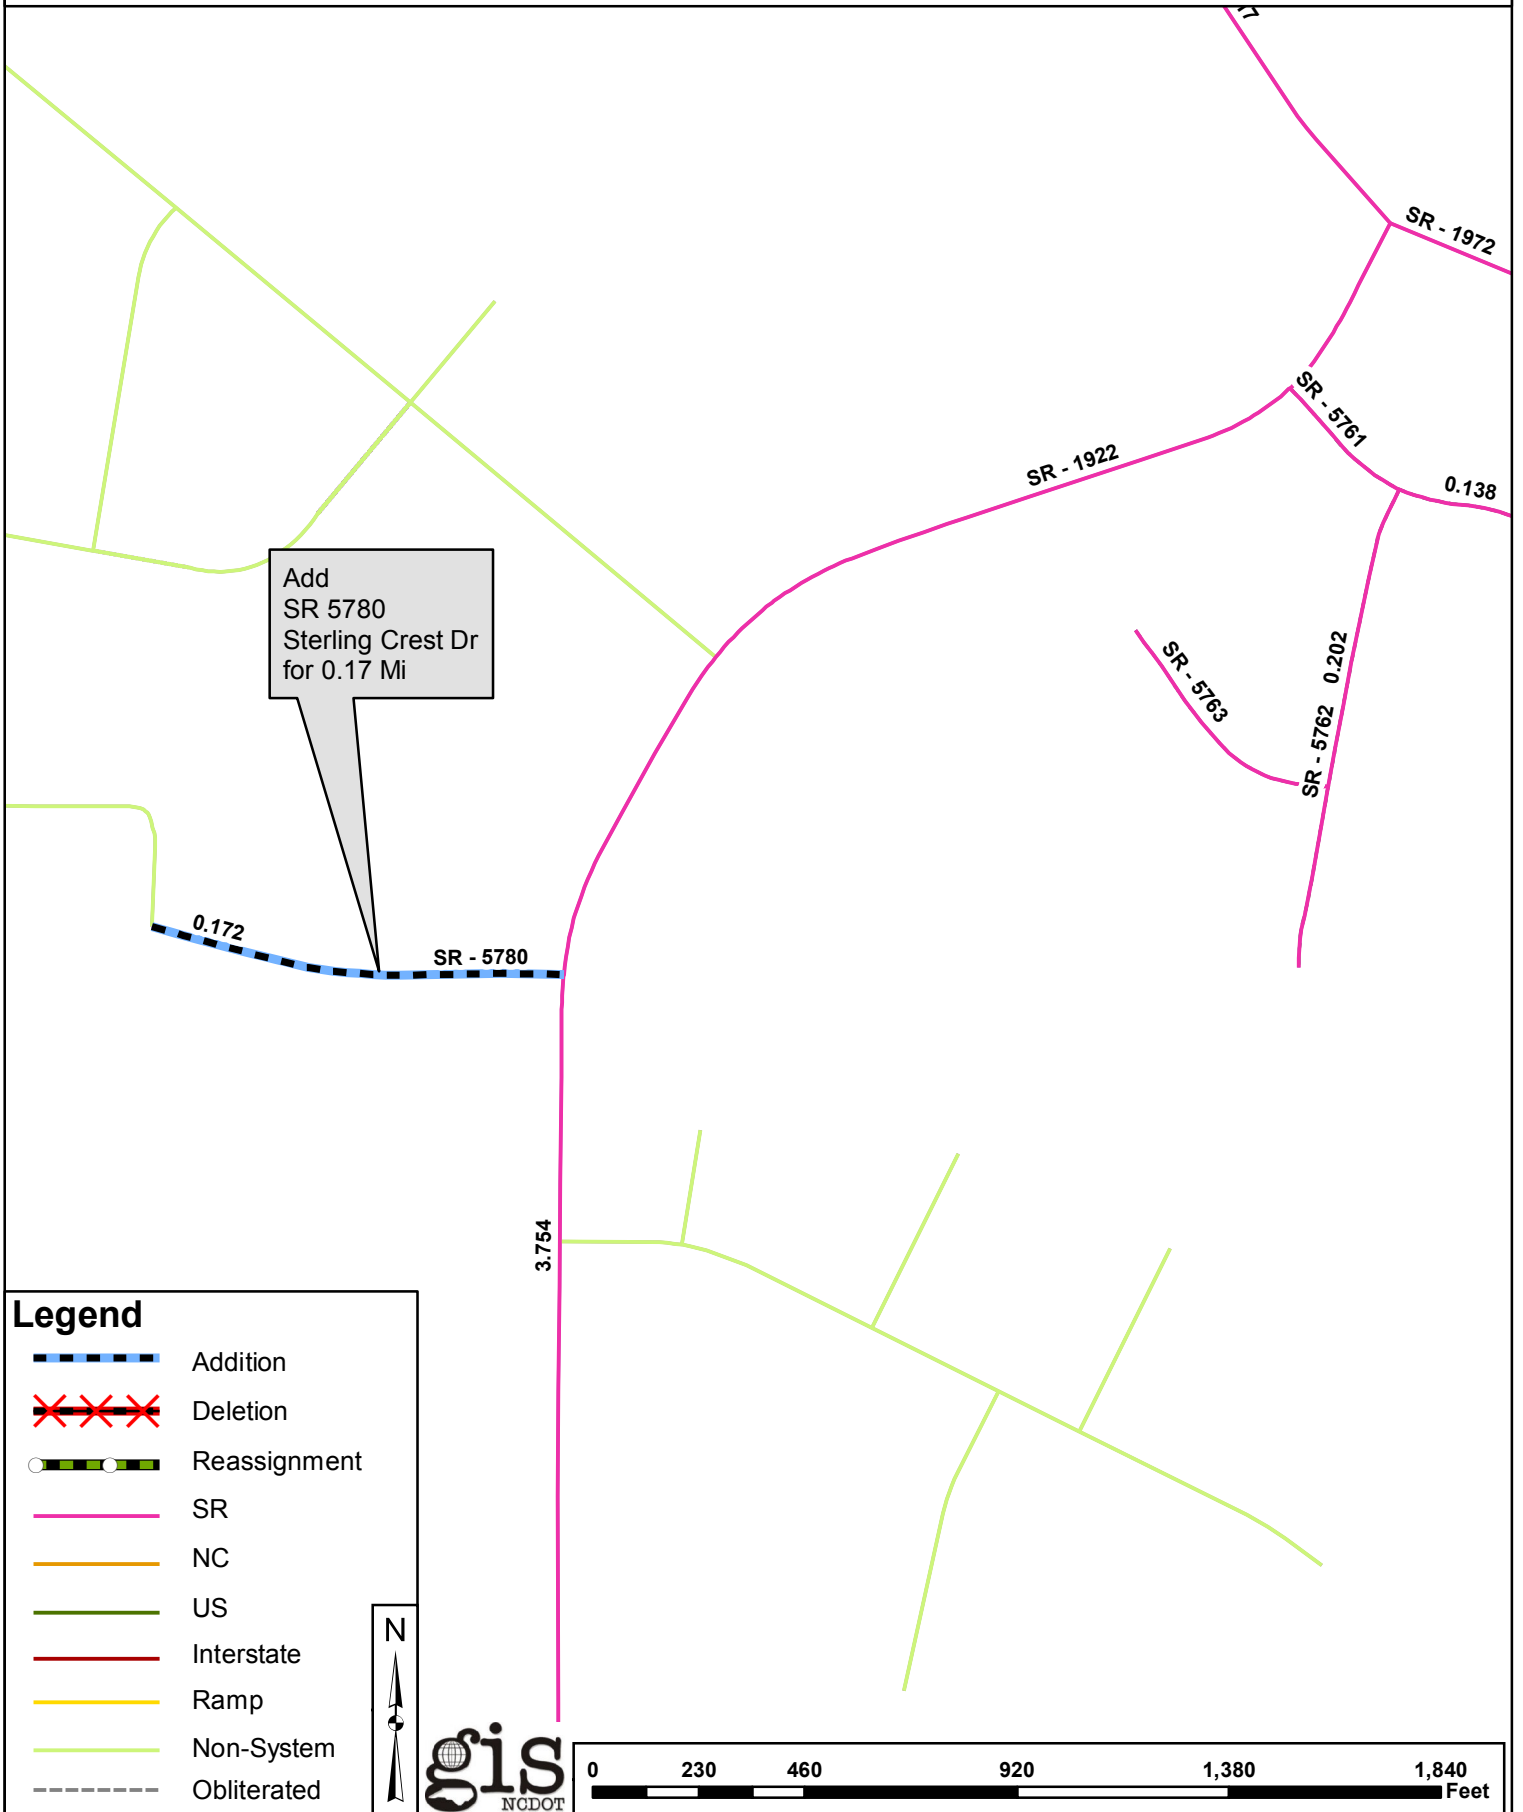 SR - 1972
SR - 5761
SR - 1922
0.138
Add
SR 5780
Sterling Crest Dr
for 0.17 Mi
0.202
SR - 5763
SR - 5762
0.172
SR - 5780
3.754
Legend
Addition
Deletion
Reassignment
SR
NC
US
Interstate
Ramp
Non-System
Obliterated
N
gis
NCDOT
0 230 460 920 1,380 1,840
Feet